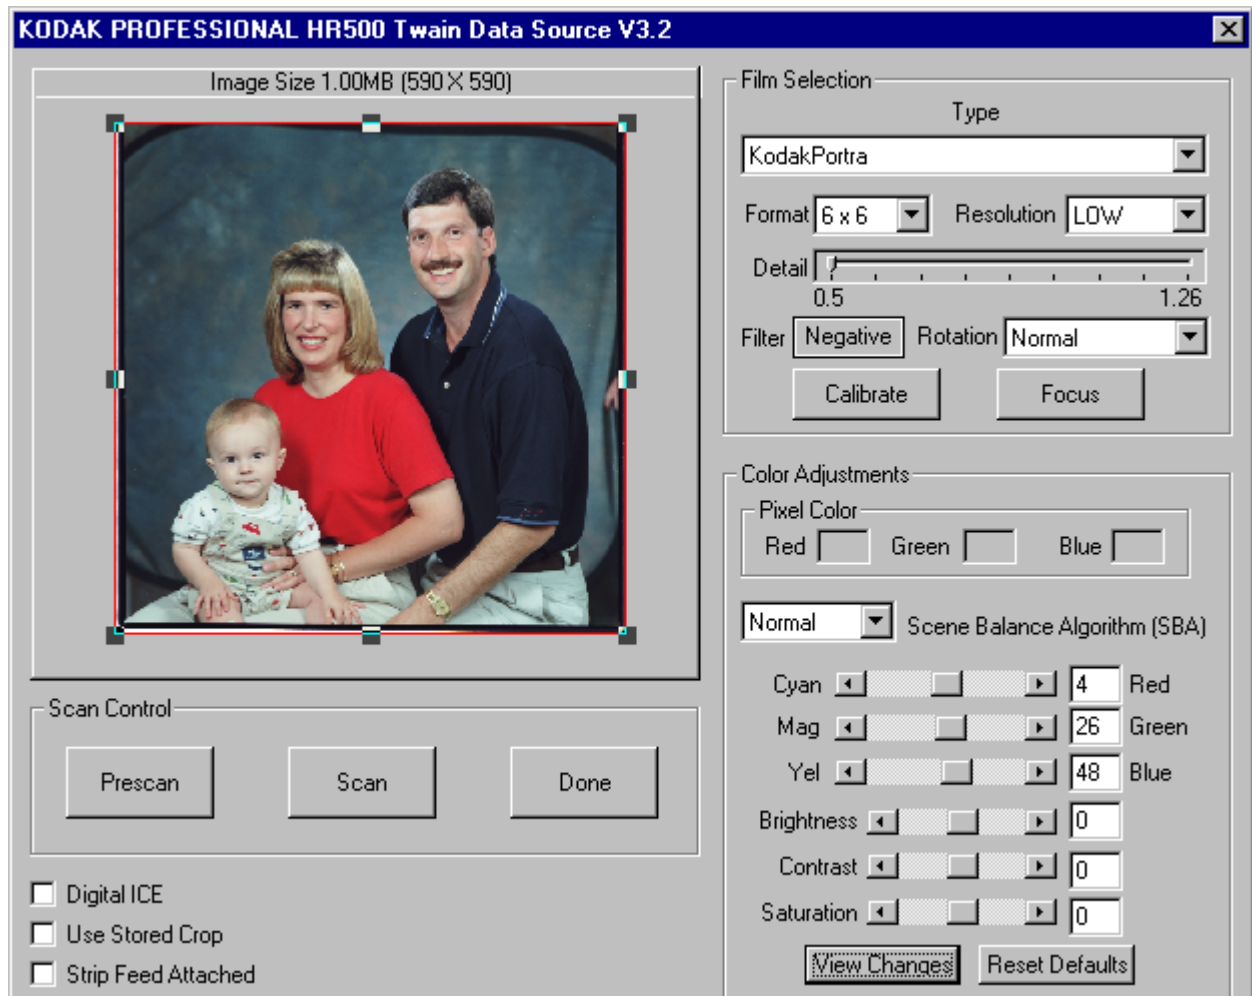 KODAK PROFESSIONAL HR500 Twain Data Source V3.2
Image Size 1.00MB (590 X 590)
Film Selection
Type
KodakPortra
Format 6 x 6 Resolution LOW
Detail
0.5 1.26
Filter Negative Rotation Normal
Calibrate Focus
Color Adjustments
Pixel Color
Red Green Blue
Normal Scene Balance Algorithm (SBA)
Cyan 4 Red
Mag 26 Green
Yel 48 Blue
Brightness 0
Contrast 0
Saturation 0
View Changes Reset Defaults
Scan Control
Prescan Scan Done
Digital ICE
Use Stored Crop
Strip Feed Attached